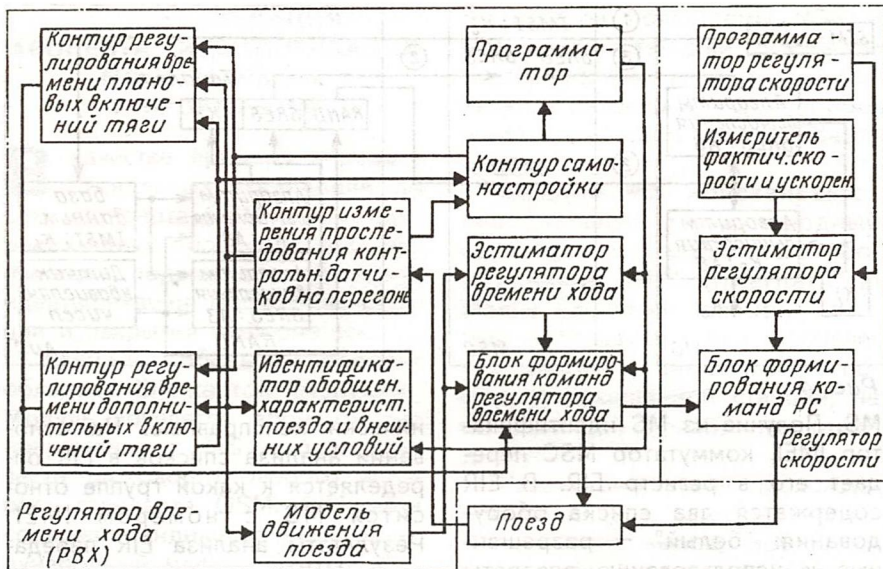 Контур регу-
лирования вре-
мени плано-
вых включе-
ний тяги
Программа-
тор
Программа-
тор регуля-
тора скорости
Контур само-
настройки
Измеритель
фактич. ско-
рости и ускорен.
Контур изме-
рения просле-
дования конт-
рольн. датчи-
ков на перегоне
Эстиматор
регулятора
времени хода
Эстиматор
регулятора
скорости
Контур регу-
лирования вре-
мени дополни-
тельных вклю-
чений тяги
Идентифика-
тор обобщен.
характерист.
поезда и внеш-
них условий
Блок формиро-
вания команд
регулятора
времени хода
Блок форми-
рования ко-
манд РС
Регулятор
скорости
Регулятор вре-
мени хода
(РВХ)
Модель
движения
поезда
Поезд